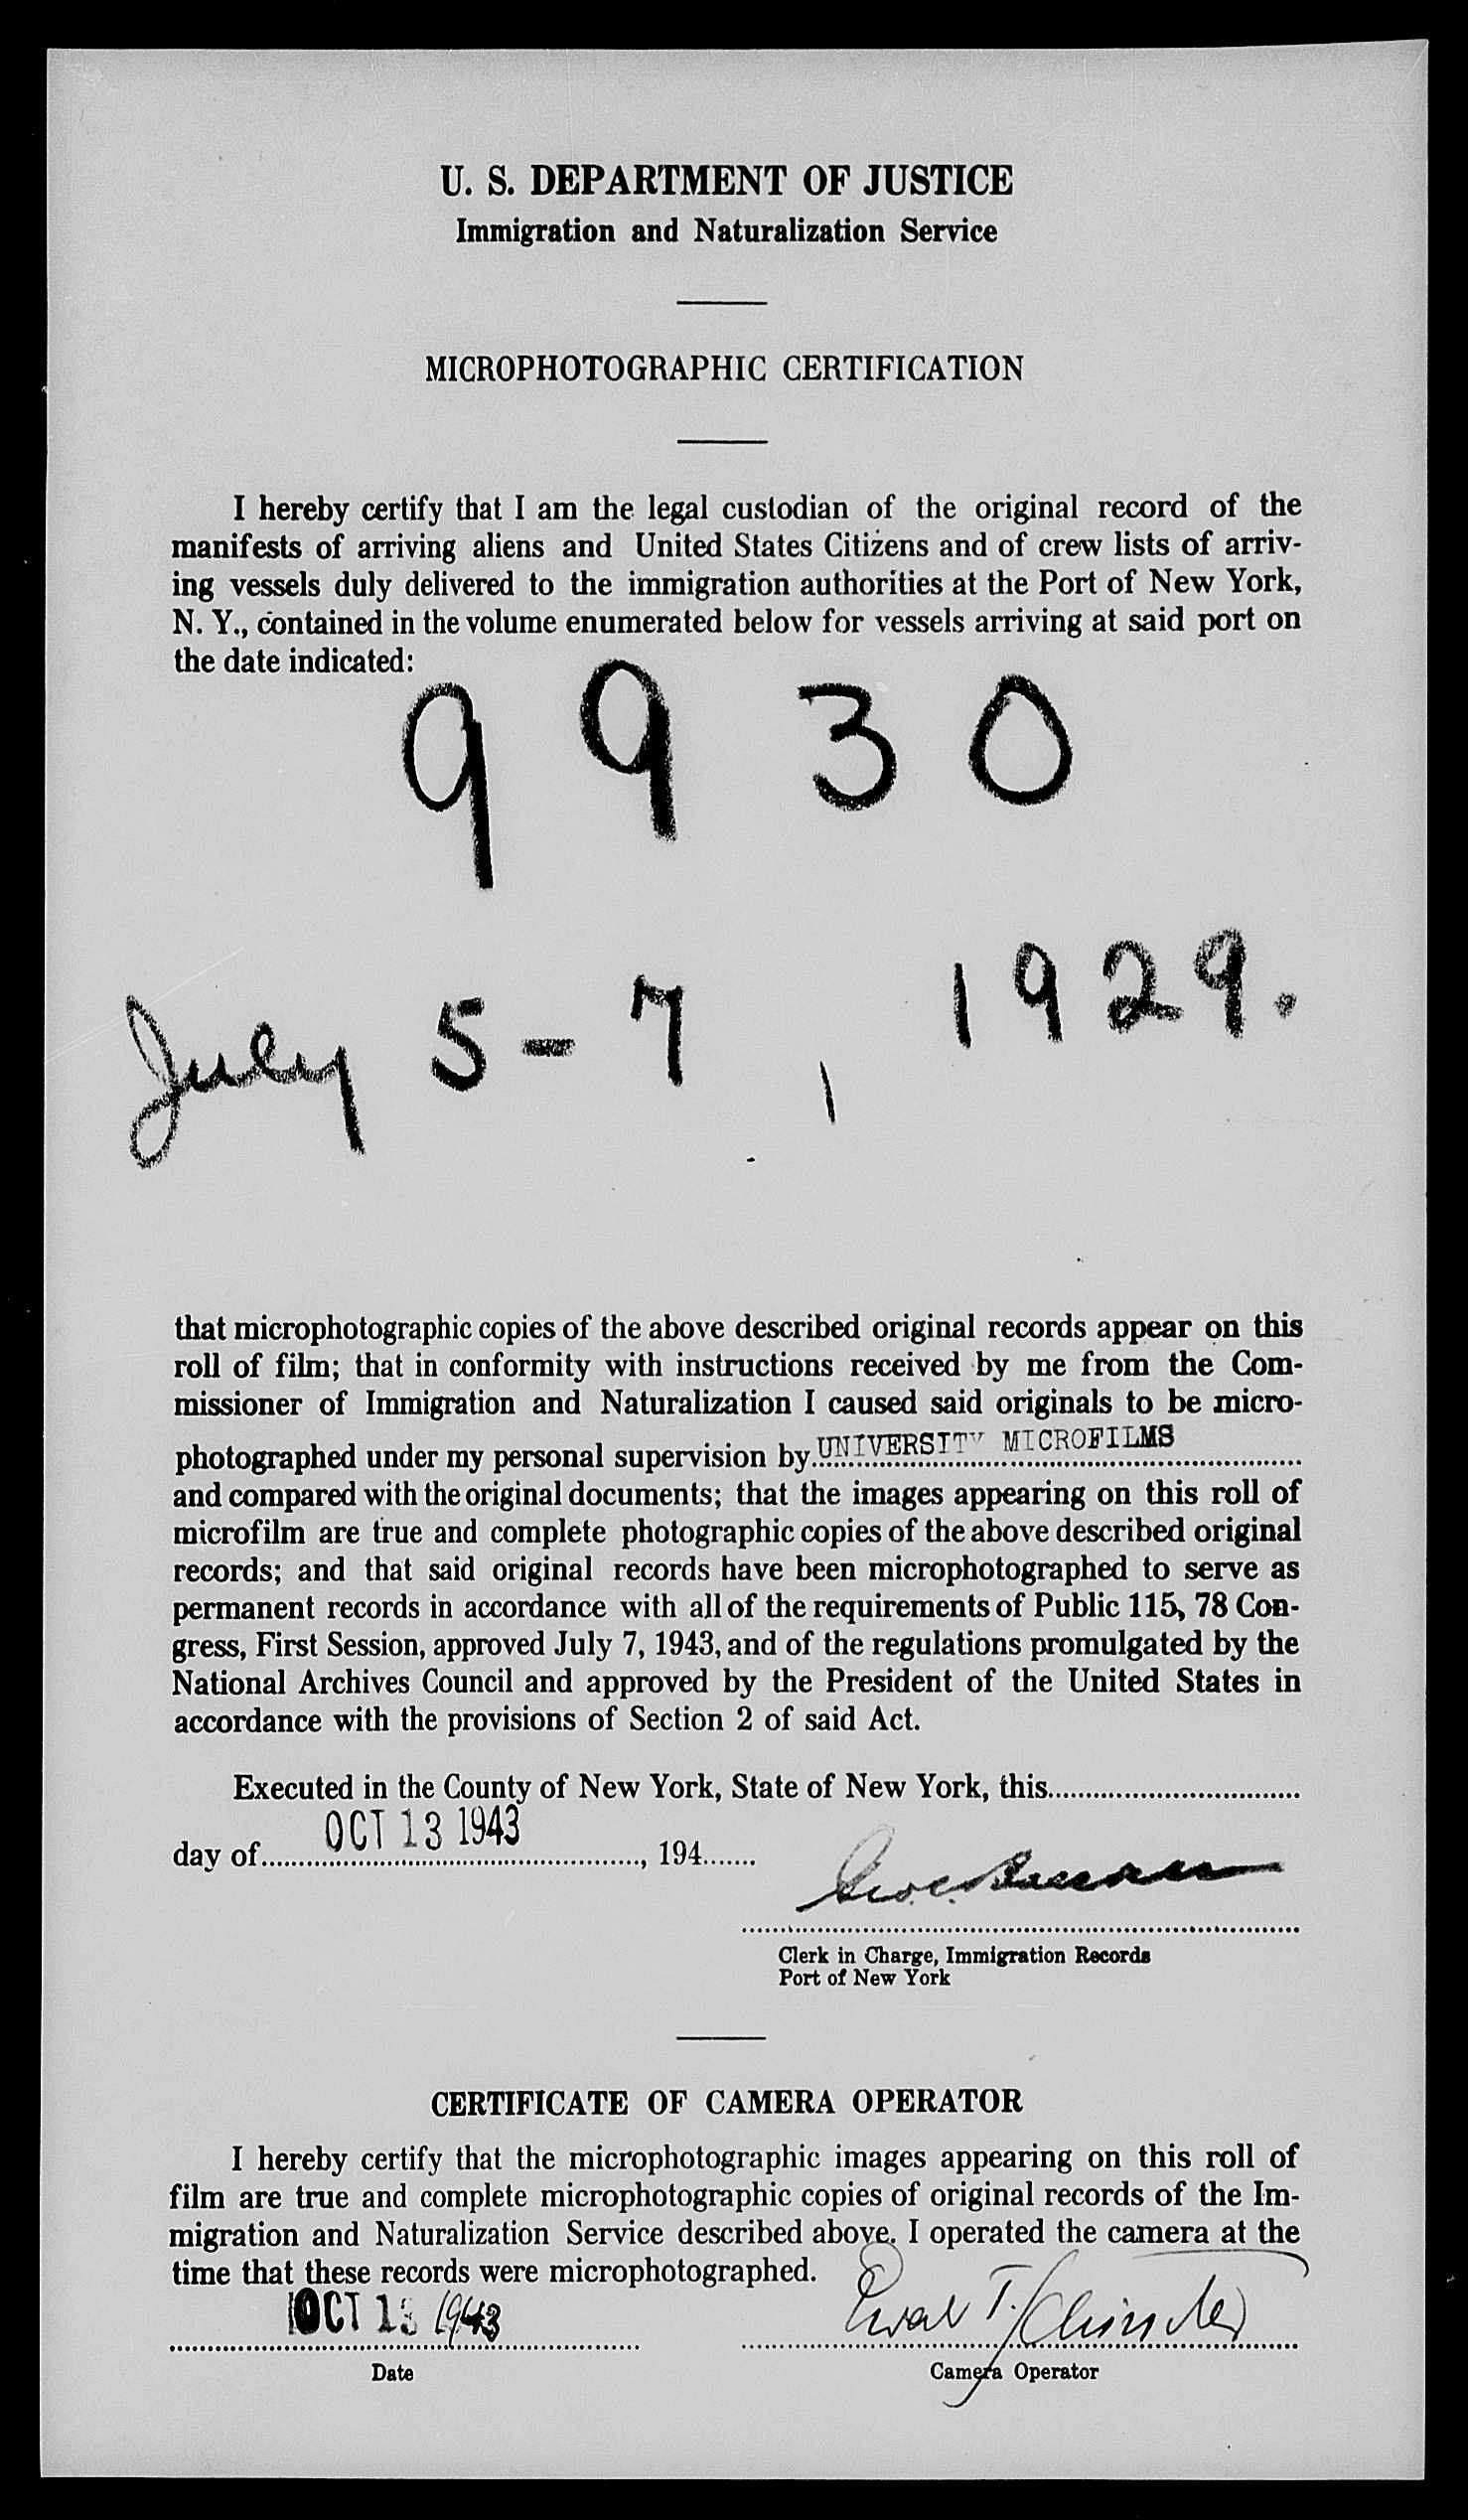 U. S. DEPARTMENT OF JUSTICE
Immigration and Naturalization Service
MICROPHOTOGRAPHIC CERTIFICATION
I hereby certify that I am the legal custodian of the original record of the
manifests of arriving aliens and United States Citizens and of crew lists of arriv-
ing vessels duly delivered to the immigration authorities at the Port of New York,
N. Y., contained in the volume enumerated below for vessels arriving at said port on
the date indicated:
9930
July 5-7, 1929.
that microphotographic copies of the above described original records appear on this
roll of film; that in conformity with instructions received by me from the Com-
missioner of Immigration and Naturalization I caused said originals to be micro-
photographed under my personal supervision by UNIVERSITY MICROFILMS
and compared with the original documents; that the images appearing on this roll of
microfilm are true and complete photographic copies of the above described original
records; and that said original records have been microphotographed to serve as
permanent records in accordance with all of the requirements of Public 115, 78 Con-
gress, First Session, approved July 7, 1943, and of the regulations promulgated by the
National Archives Council and approved by the President of the United States in
accordance with the provisions of Section 2 of said Act.
Executed in the County of New York, State of New York, this
day of OCT 13 1943, 194
Clerk in Charge, Immigration Records
Port of New York
CERTIFICATE OF CAMERA OPERATOR
I hereby certify that the microphotographic images appearing on this roll of
film are true and complete microphotographic copies of original records of the Im-
migration and Naturalization Service described above. I operated the camera at the
time that these records were microphotographed.
OCT 13 1943
Date
Camera Operator